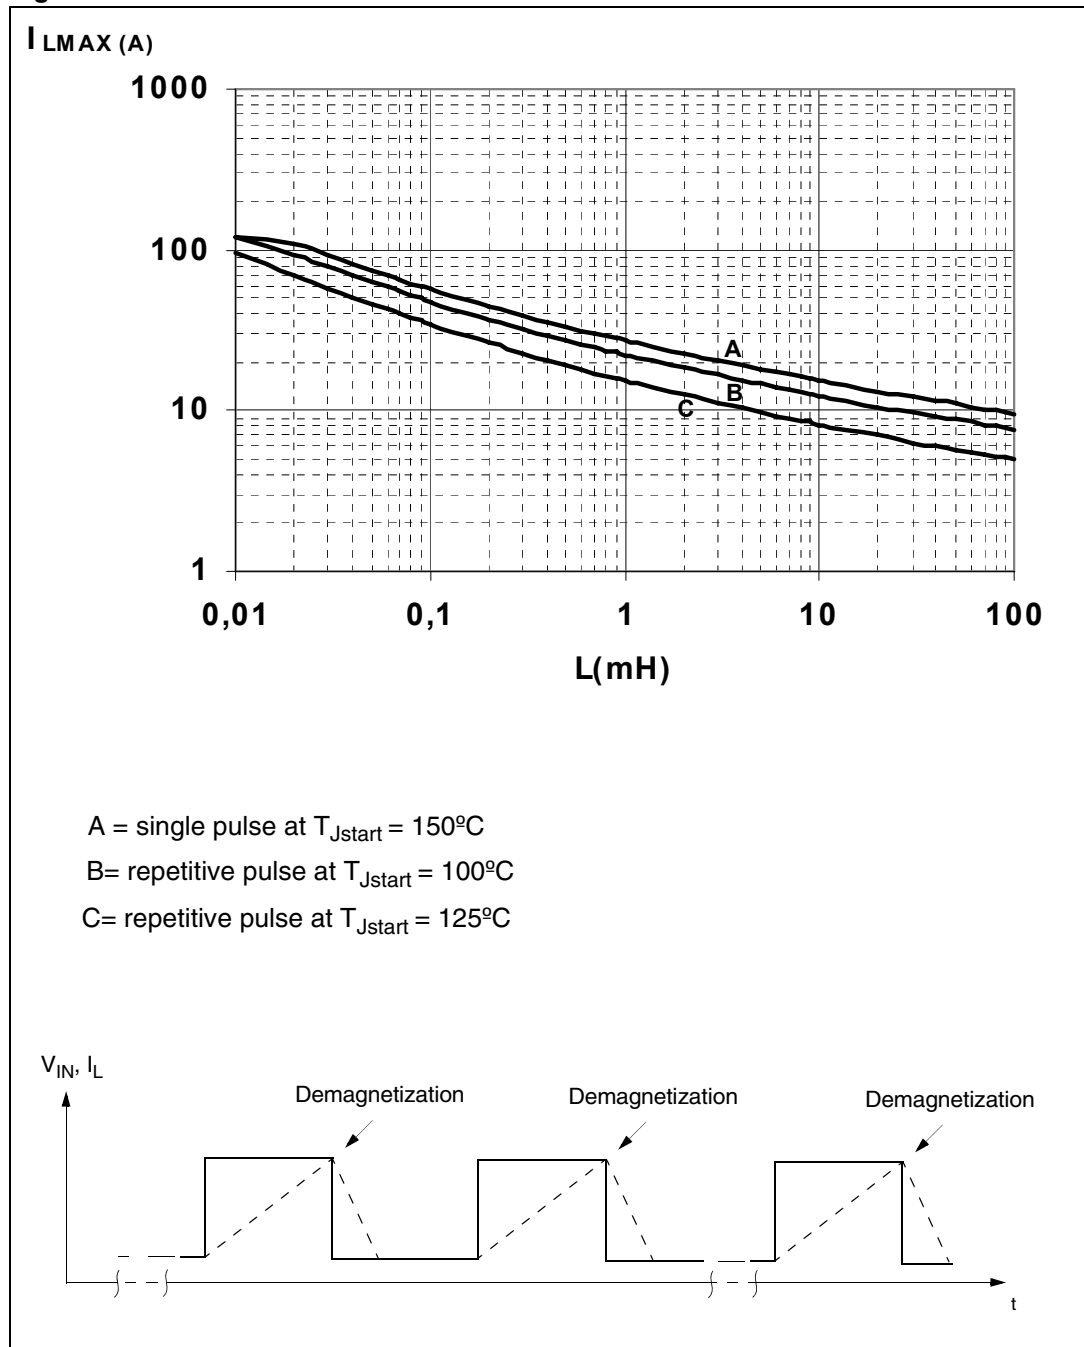 I LMAX (A)
1000
100
10
1
A
B
C
0,01 0,1 1 10 100
L(mH)
A = single pulse at TJstart = 150ºC
B= repetitive pulse at TJstart = 100ºC
C= repetitive pulse at TJstart = 125ºC
VIN, IL
Demagnetization Demagnetization Demagnetization
t